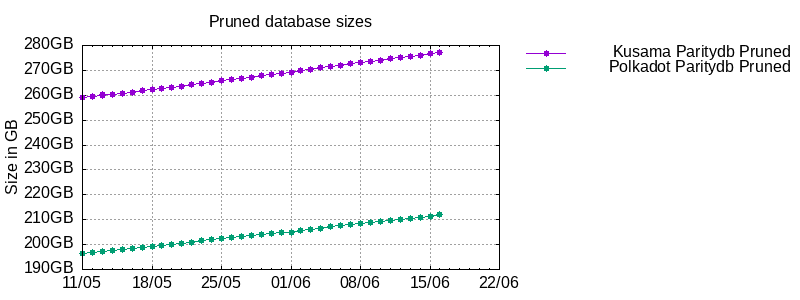 Pruned database sizes
Kusama Paritydb Pruned
Polkadot Paritydb Pruned
Size in GB
280GB
270GB
260GB
250GB
240GB
230GB
220GB
210GB
200GB
190GB
11/05 18/05 25/05 01/06 08/06 15/06 22/06